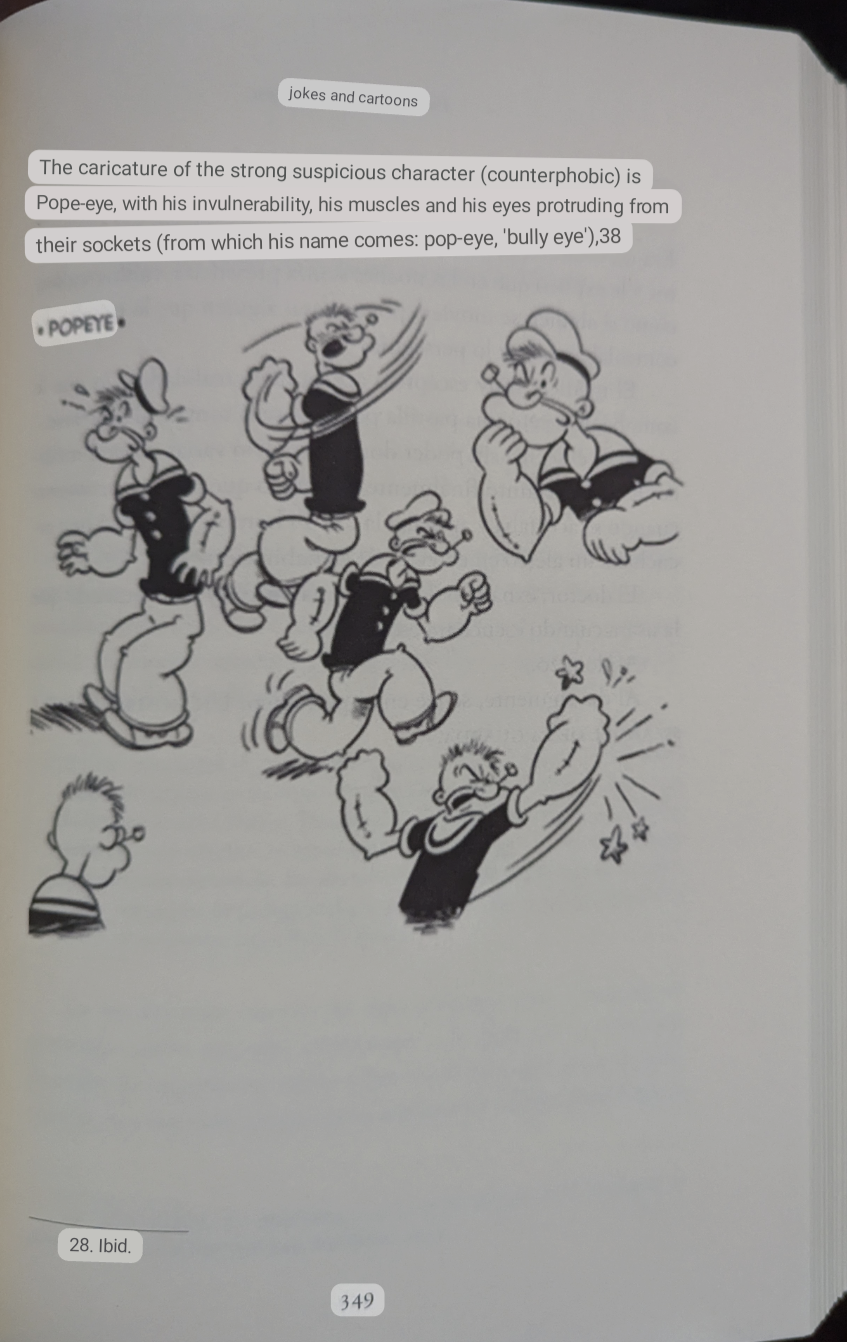 jokes and cartoons
The caricature of the strong suspicious character (counterphobic) is
Pope-eye, with his invulnerability, his muscles and his eyes protruding from
their sockets (from which his name comes: pop-eye, 'bully eye'),38
• POPEYE •
28. Ibid.
349